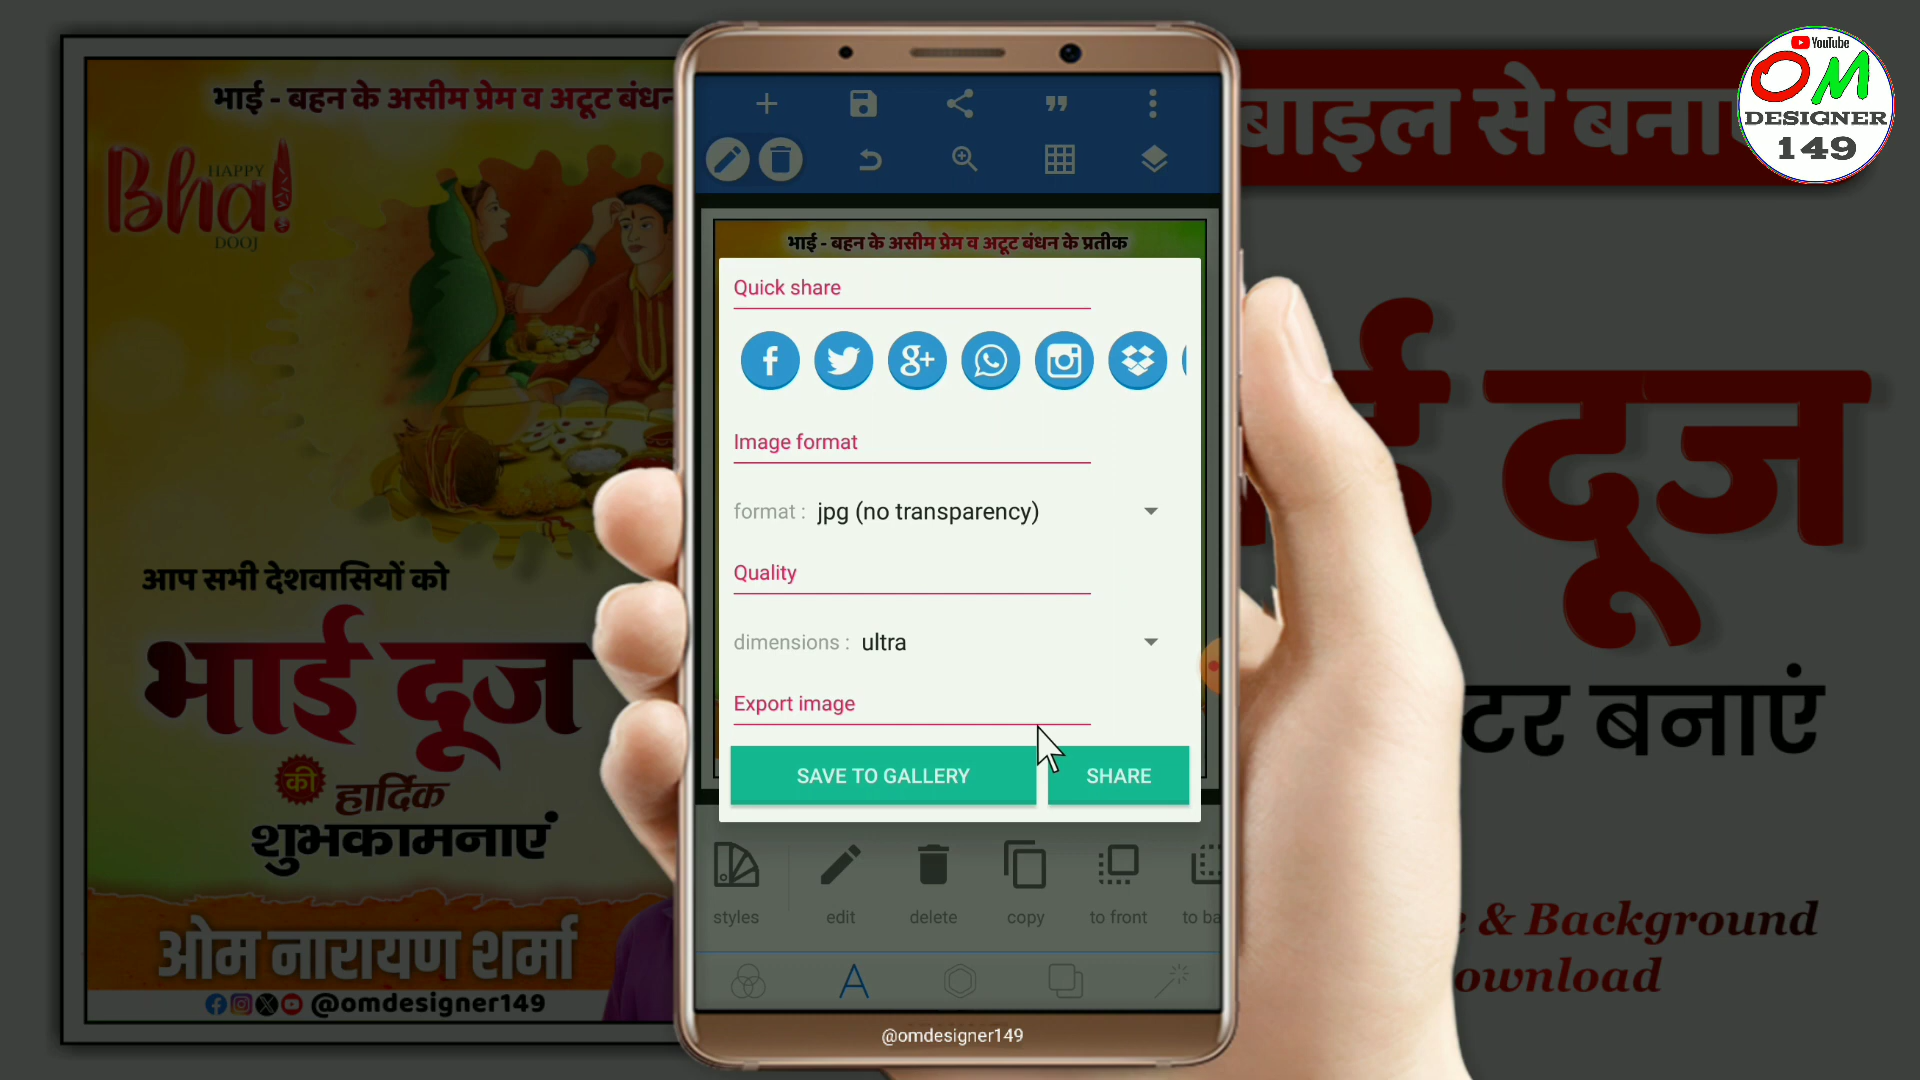 भाई - बहन के असीम प्रेम व अटूट बंधन
HAPPY
Bhai
DOOJ
आप सभी देशवासियों को
भाई दूज
की
हार्दिक
शुभकामनाएं
ओम नारायण शर्मा
@omdesigner149
भाई - बहन के असीम प्रेम व अटूट बंधन के प्रतीक
Quick share
Image format
format : jpg (no transparency)
Quality
dimensions : ultra
Export image
SAVE TO GALLERY
SHARE
styles
edit
delete
copy
to front
to ba
@omdesigner149
बाइल से बना
YouTube
OM
DESIGNER
149
दूज
टर बनाएं
& Background
ownload